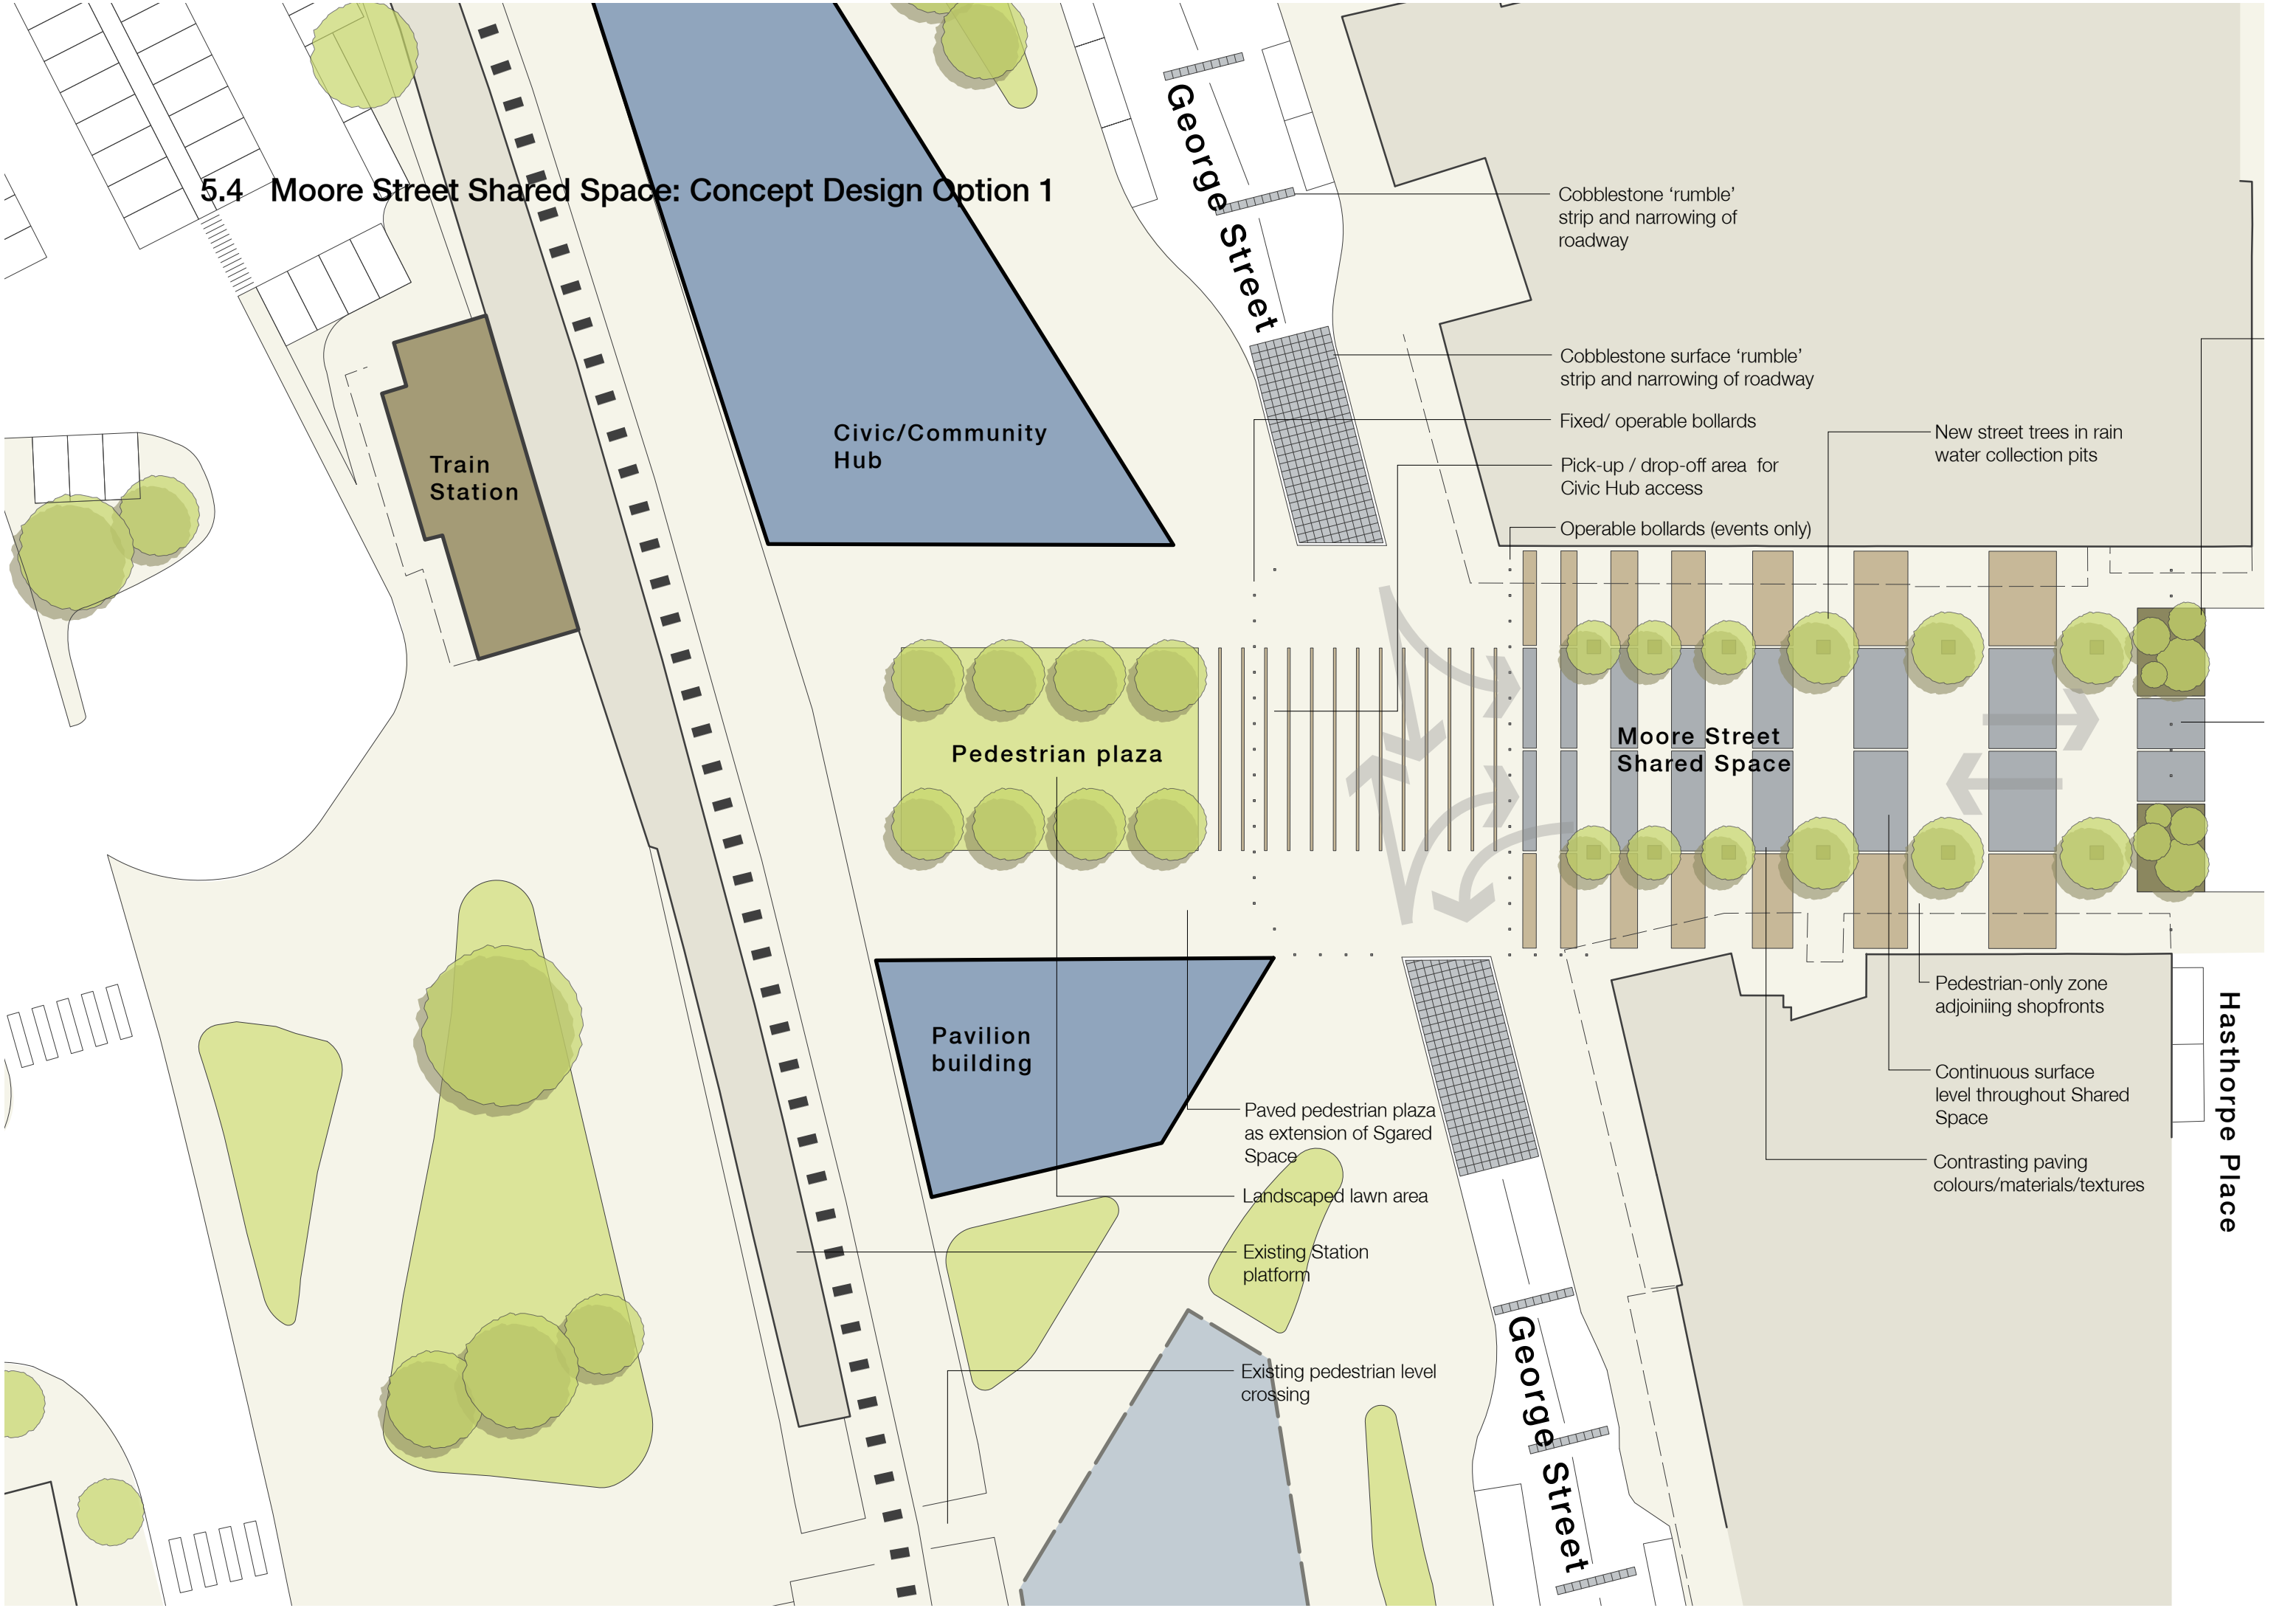 5.4 Moore Street Shared Space: Concept Design Option 1
George Street
Cobblestone ‘rumble’
strip and narrowing of
roadway
Cobblestone surface ‘rumble’
strip and narrowing of roadway
Fixed/ operable bollards
Pick-up / drop-off area for
Civic Hub access
Operable bollards (events only)
New street trees in rain
water collection pits
Civic/Community
Hub
Train
Station
Pedestrian plaza
Moore Street
Shared Space
Pavilion
building
Paved pedestrian plaza
as extension of Sgared
Space
Landscaped lawn area
Existing Station
platform
Existing pedestrian level
crossing
Pedestrian-only zone
adjoiniing shopfronts
Continuous surface
level throughout Shared
Space
Contrasting paving
colours/materials/textures
Hasthorpe Place
George Street